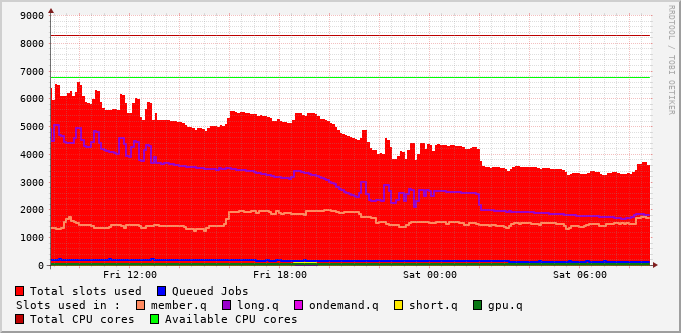 9000
8000
7000
6000
5000
4000
3000
2000
1000
0
Fri 12:00 Fri 18:00 Sat 00:00 Sat 06:00
RRDTOOL / TOBI OETIKER
Total slots used Queued Jobs
Slots used in : member.q long.q ondemand.q short.q gpu.q
Total CPU cores Available CPU cores